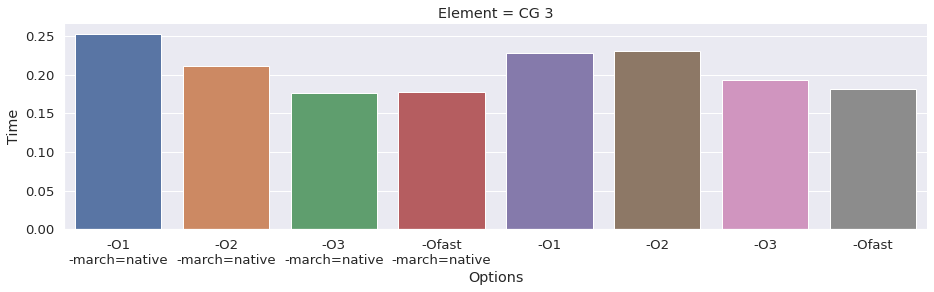 Element = CG 3
Time
0.25
0.20
0.15
0.10
0.05
0.00
-O1
-march=native
-O2
-march=native
-O3
-march=native
-Ofast
-march=native
-O1
-O2
-O3
-Ofast
Options